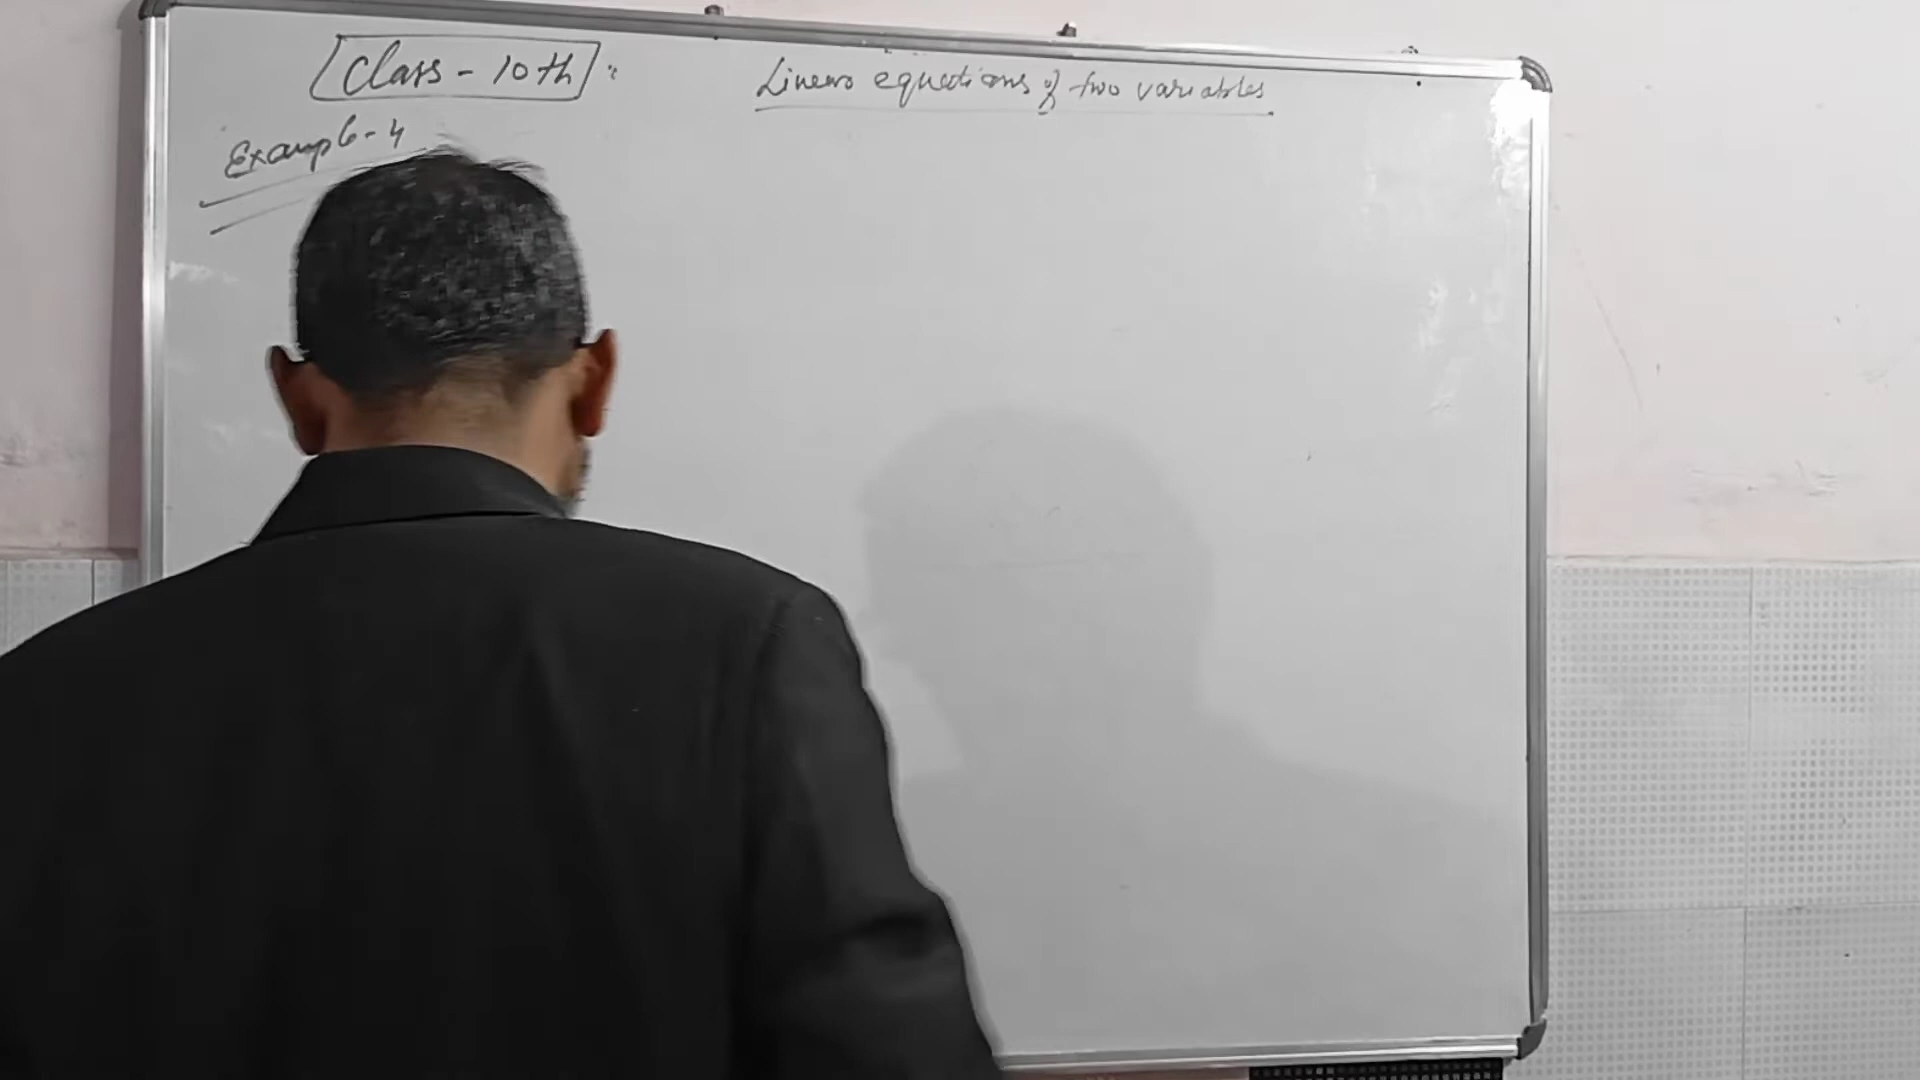 Class - 10th :
Linear equations of two variables
Example - 4